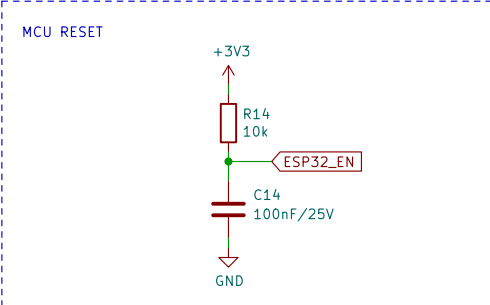 MCU RESET
+3V3
R14
10k
ESP32_EN
C14
100nF/25V
GND